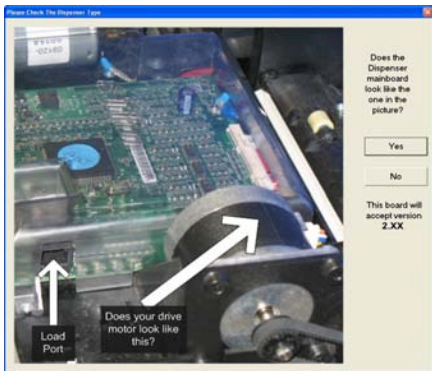 Please Check The Dispenser Type
09120-
Does the
Dispenser
mainboard
look like the
one in the
picture?
Yes
No
This board will
accept version
2.XX
Does your drive
motor look like
this?
Load
Port